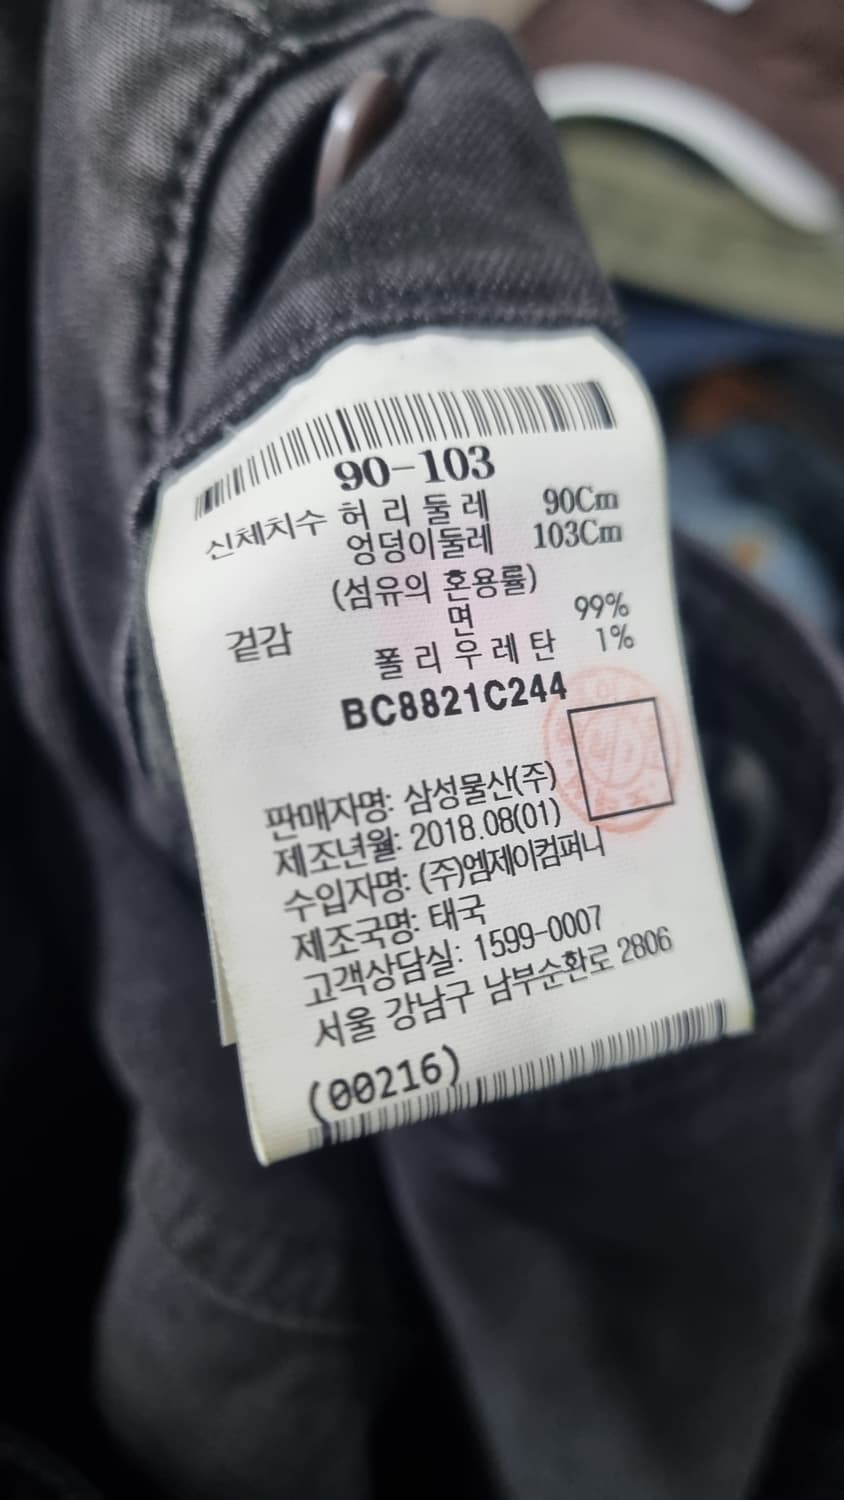 90-103
신체치수 허리둘레 90Cm
엉덩이둘레 103Cm
(섬유의 혼용률)
겉감 면 99%
폴리우레탄 1%
BC8821C244
판매자명: 삼성물산(주)
제조년월: 2018.08(01)
수입자명: (주)엠제이컴퍼니
제조국명: 태국
고객상담실: 1599-0007
서울 강남구 남부순환로 2806
(00216)